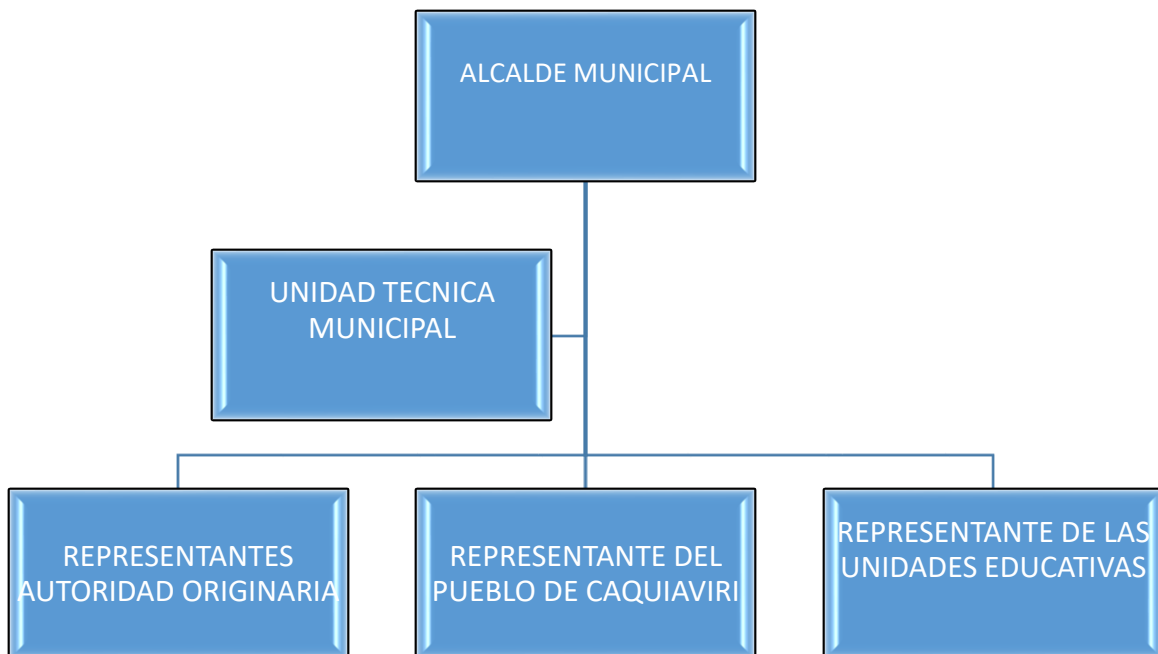 ALCALDE MUNICIPAL
UNIDAD TECNICA
MUNICIPAL
REPRESENTANTES
AUTORIDAD ORIGINARIA
REPRESENTANTE DEL
PUEBLO DE CAQUIAVIRI
REPRESENTANTE DE LAS
UNIDADES EDUCATIVAS